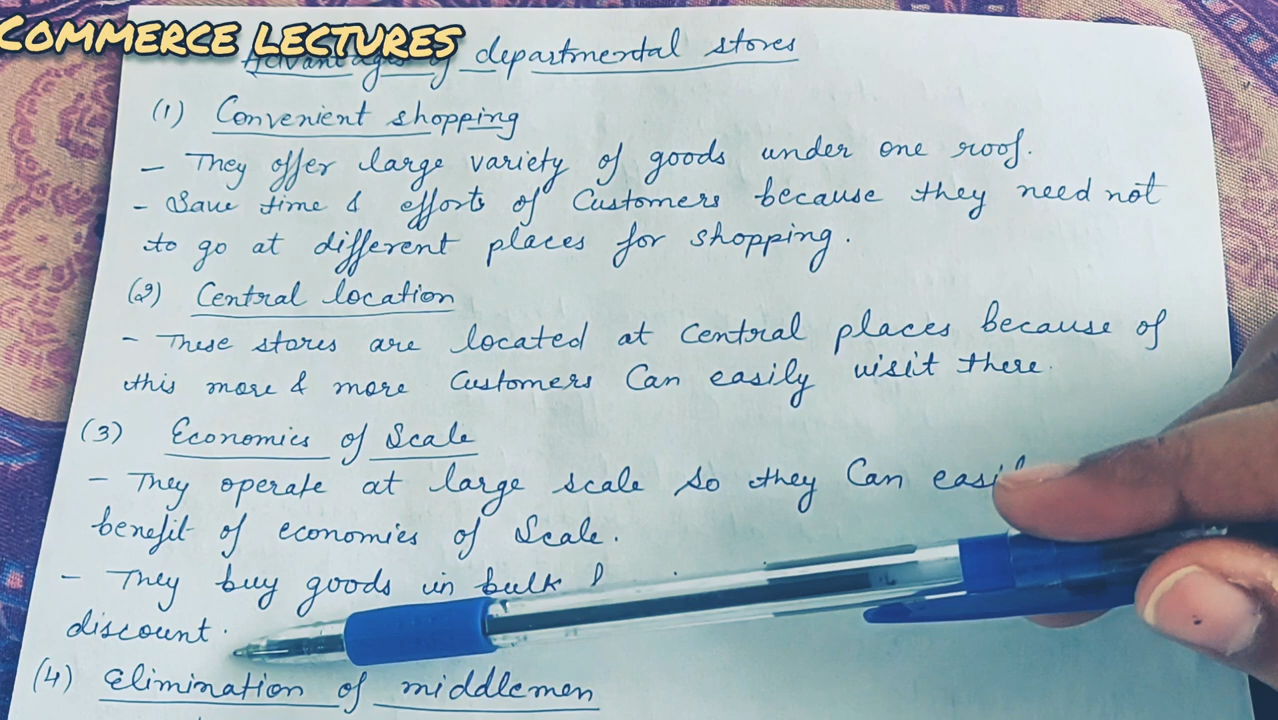 COMMERCE LECTURES
Advantages of departmental stores
(1) Convenient shopping
- They offer large variety of goods under one roof.
- Save time & efforts of Customers because they need not
to go at different places for shopping.
(2) Central location
- These stores are located at Central places because of
this more & more Customers Can easily visit there.
(3) Economics of Scale
- They operate at large scale so they Can
benefit of economies of Scale.
- They buy goods in bulk
discount.
(4) Elimination of middlemen